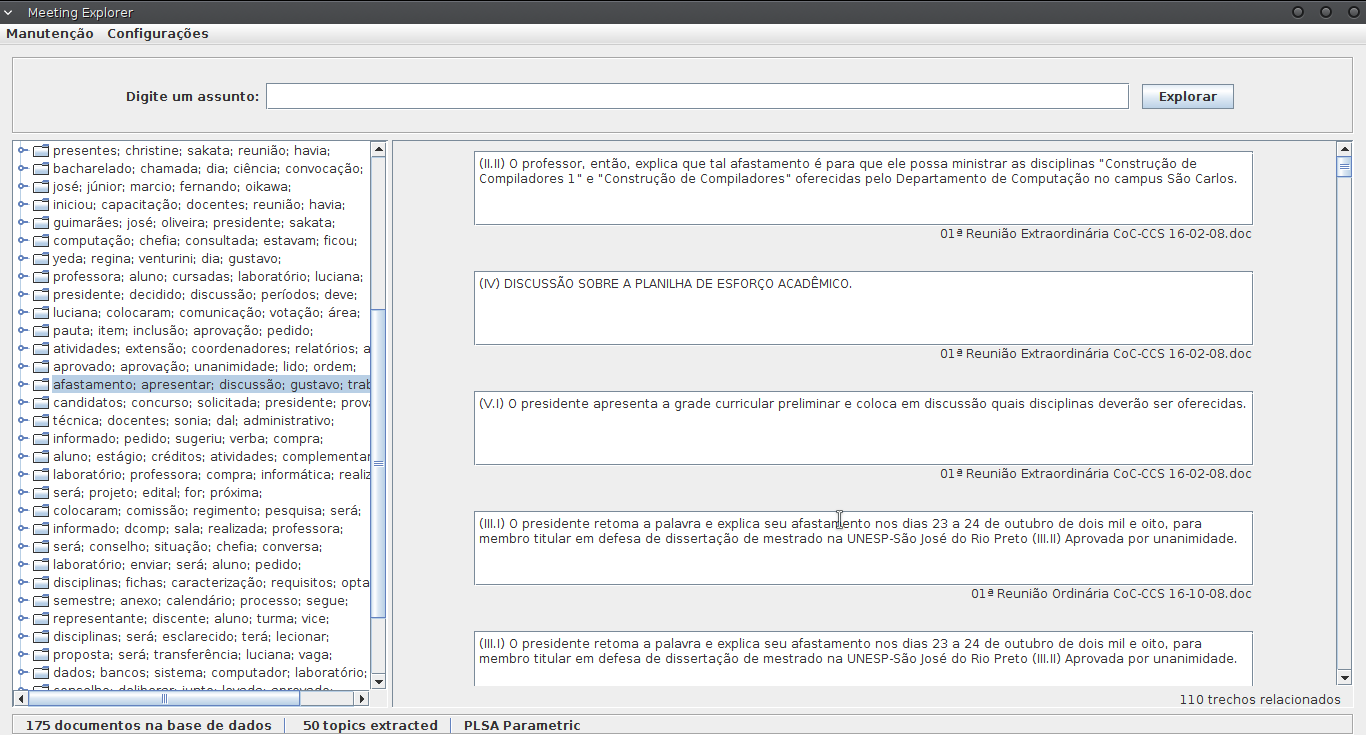 Meeting Explorer
Manutenção Configurações
Digite um assunto: Explorar
presentes; christine; sakata; reunião; havia;
bacharelado; chamada; dia; ciência; convocação;
josé; júnior; marcio; fernando; oikawa;
iniciou; capacitação; docentes; reunião; havia;
guimarães; josé; oliveira; presidente; sakata;
computação; chefia; consultada; estavam; ficou;
yeda; regina; venturini; dia; gustavo;
professora; aluno; cursadas; laboratório; luciana;
presidente; decidido; discussão; períodos; deve;
luciana; colocaram; comunicação; votação; área;
pauta; item; inclusão; aprovação; pedido;
atividades; extensão; coordenadores; relatórios; a
aprovado; aprovação; unanimidade; lido; ordem;
afastamento; apresentar; discussão; gustavo; trab
candidatos; concurso; solicitada; presidente; prova
técnica; docentes; sonia; dal; administrativo;
informado; pedido; sugeriu; verba; compra;
aluno; estágio; créditos; atividades; complementar
laboratório; professora; compra; informática; realiz
será; projeto; edital; for; próxima;
colocaram; comissão; regimento; pesquisa; será;
informado; dcomp; sala; realizada; professora;
será; conselho; situação; chefia; conversa;
laboratório; enviar; será; aluno; pedido;
disciplinas; fichas; caracterização; requisitos; opta
semestre; anexo; calendário; processo; segue;
representante; discente; aluno; turma; vice;
disciplinas; será; esclarecido; terá; lecionar;
proposta; será; transferência; luciana; vaga;
dados; bancos; sistema; computador; laboratório;
conselho; deliberar; junto; levada; aprovado;
(II.II) O professor, então, explica que tal afastamento é para que ele possa ministrar as disciplinas "Construção de
Compiladores 1" e "Construção de Compiladores" oferecidas pelo Departamento de Computação no campus São Carlos.
01ª Reunião Extraordinária CoC-CCS 16-02-08.doc
(IV) DISCUSSÃO SOBRE A PLANILHA DE ESFORÇO ACADÊMICO.
01ª Reunião Extraordinária CoC-CCS 16-02-08.doc
(V.I) O presidente apresenta a grade curricular preliminar e coloca em discussão quais disciplinas deverão ser oferecidas.
01ª Reunião Extraordinária CoC-CCS 16-02-08.doc
(III.I) O presidente retoma a palavra e explica seu afastamento nos dias 23 a 24 de outubro de dois mil e oito, para
membro titular em defesa de dissertação de mestrado na UNESP-São José do Rio Preto (III.II) Aprovada por unanimidade.
01ª Reunião Ordinária CoC-CCS 16-10-08.doc
(III.I) O presidente retoma a palavra e explica seu afastamento nos dias 23 a 24 de outubro de dois mil e oito, para
membro titular em defesa de dissertação de mestrado na UNESP-São José do Rio Preto (III.II) Aprovada por unanimidade.
110 trechos relacionados
175 documentos na base de dados 50 topics extracted PLSA Parametric